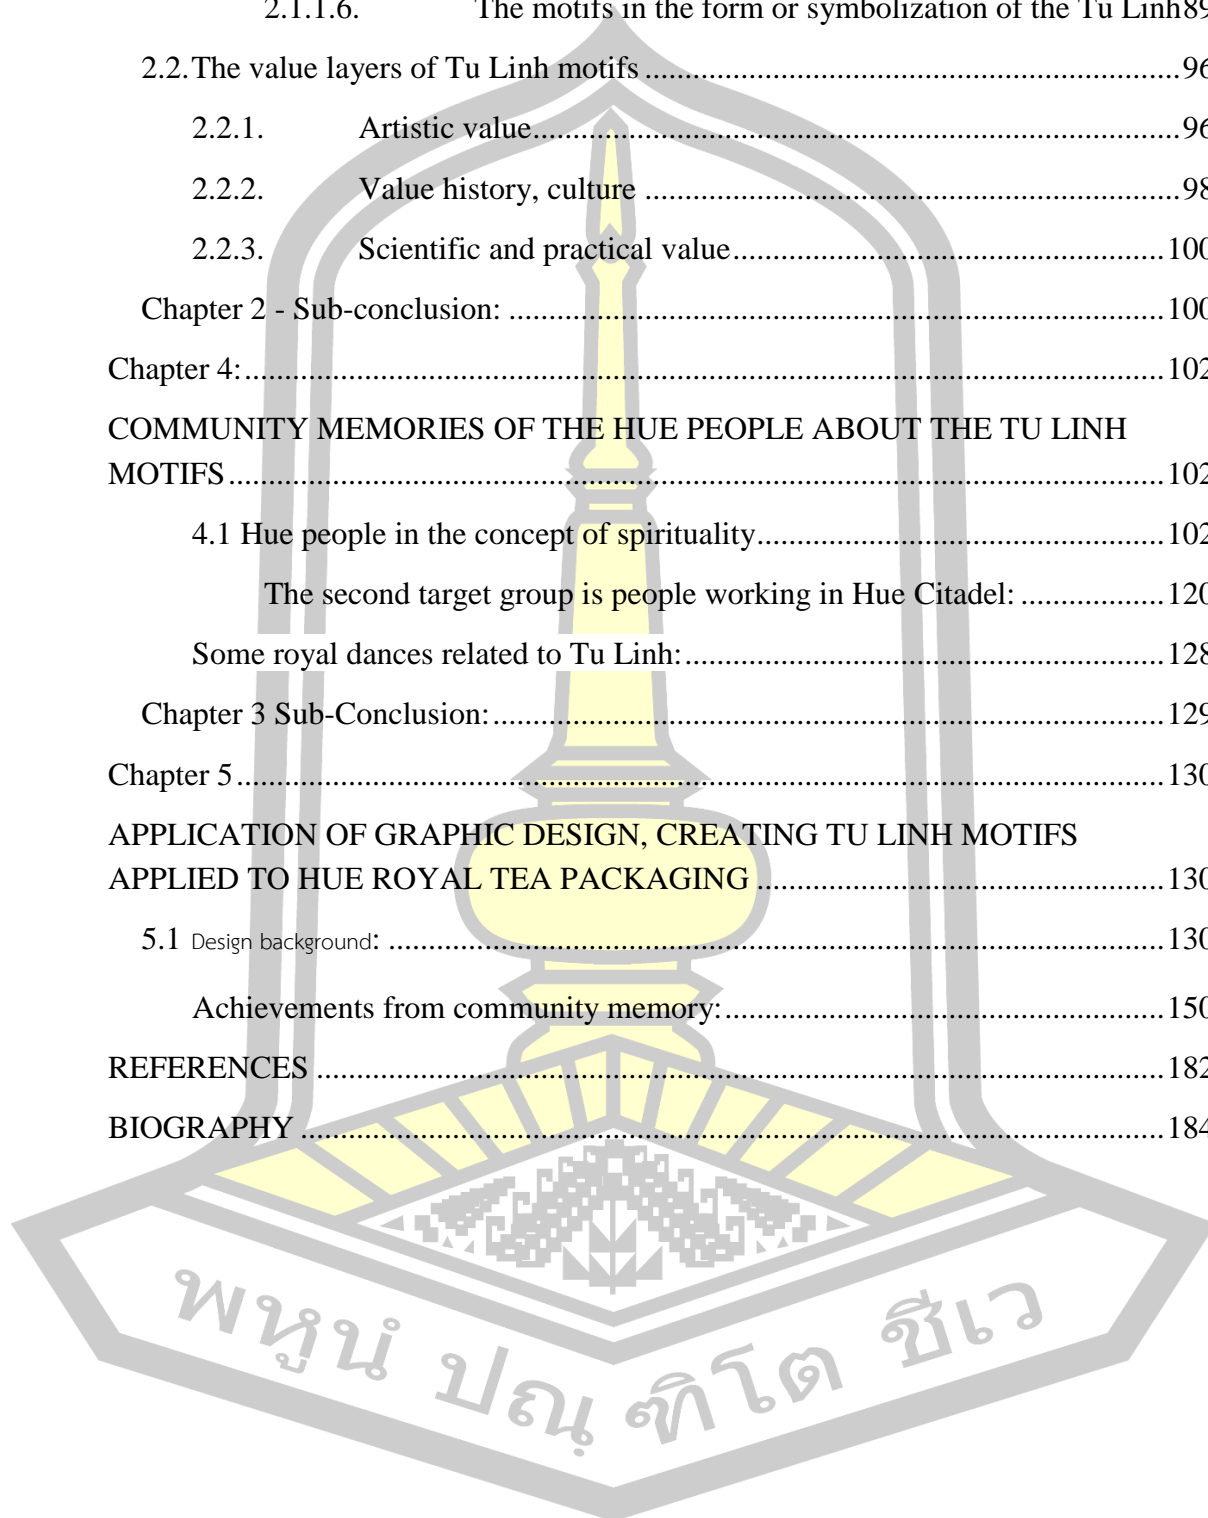 2.1.1.6. The motifs in the form or symbolization of the Tu Linh 89
2.2. The value layers of Tu Linh motifs ........ 96
2.2.1. Artistic value ........ 96
2.2.2. Value history, culture ........ 98
2.2.3. Scientific and practical value ........ 100
Chapter 2 - Sub-conclusion: ........ 100
Chapter 4: ........ 102
COMMUNITY MEMORIES OF THE HUE PEOPLE ABOUT THE TU LINH
MOTIFS ........ 102
4.1 Hue people in the concept of spirituality ........ 102
The second target group is people working in Hue Citadel: ........ 120
Some royal dances related to Tu Linh: ........ 128
Chapter 3 Sub-Conclusion: ........ 129
Chapter 5 ........ 130
APPLICATION OF GRAPHIC DESIGN, CREATING TU LINH MOTIFS
APPLIED TO HUE ROYAL TEA PACKAGING ........ 130
5.1 Design background: ........ 130
Achievements from community memory: ........ 150
REFERENCES ........ 182
BIOGRAPHY ........ 184
พหูนํ ปณฺฑิโต ชีเว